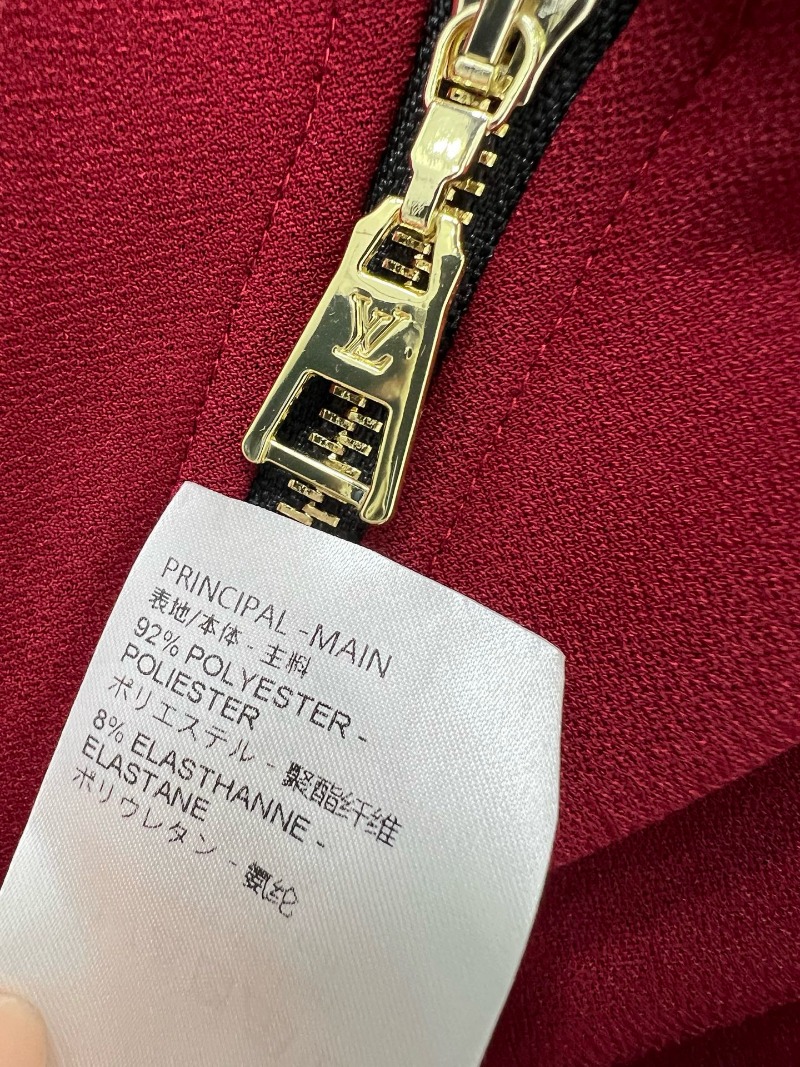 LV
PRINCIPAL - MAIN
表地/本体 - 主料
92% POLYESTER -
POLIESTER
ポリエステル - 聚酯纤维
8% ELASTHANNE -
ELASTANE
ポリウレタン - 氨纶